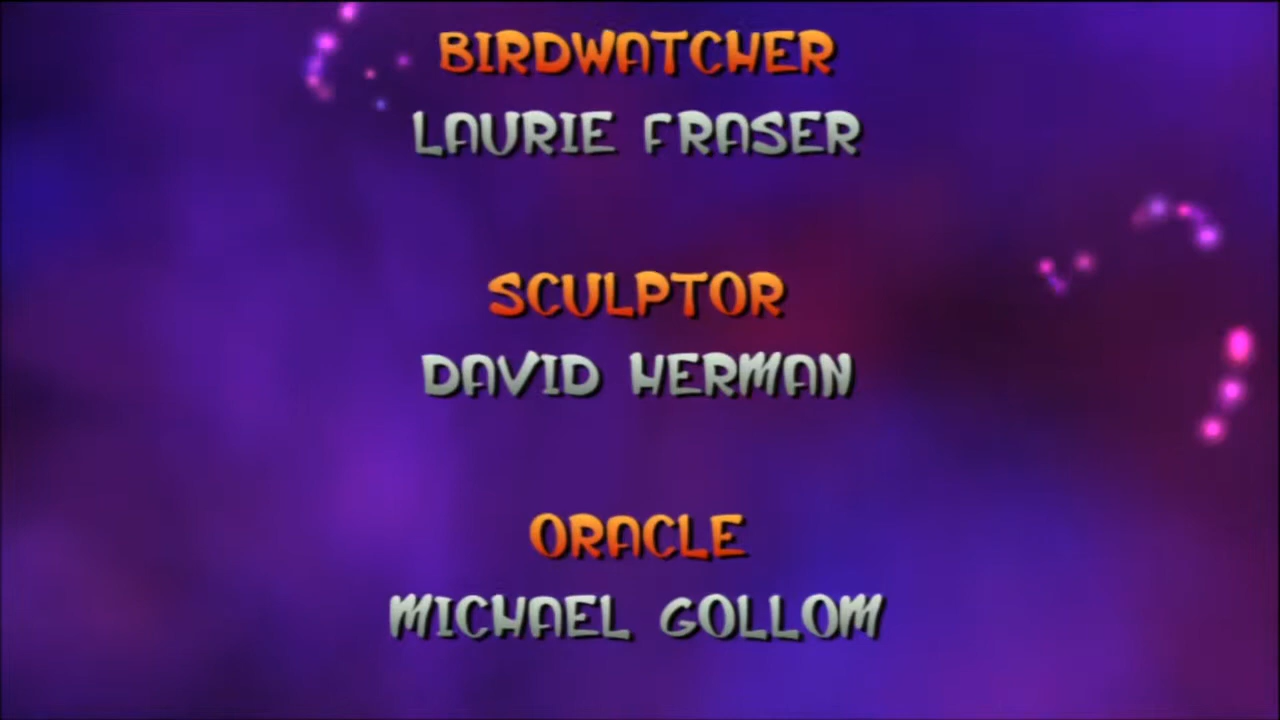 BIRDWATCHER
LAURIE FRASER
SCULPTOR
DAVID HERMAN
ORACLE
MICHAEL GOLLOM